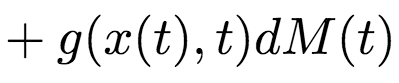 + g(x(t), t)dM(t)